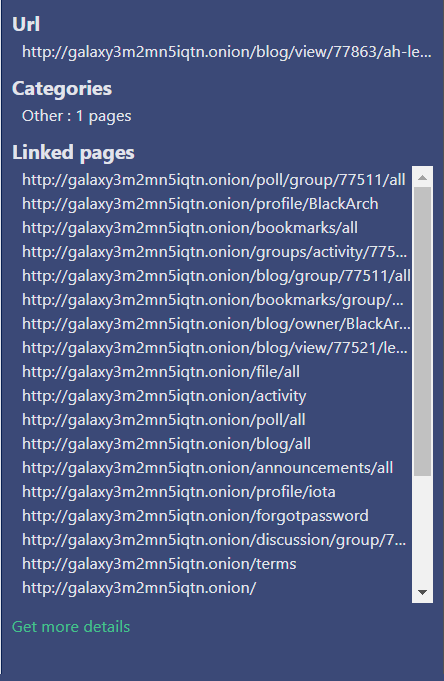 Url
http://galaxy3m2mn5iqtn.onion/blog/view/77863/ah-le...
Categories
Other : 1 pages
Linked pages
http://galaxy3m2mn5iqtn.onion/poll/group/77511/all
http://galaxy3m2mn5iqtn.onion/profile/BlackArch
http://galaxy3m2mn5iqtn.onion/bookmarks/all
http://galaxy3m2mn5iqtn.onion/groups/activity/775...
http://galaxy3m2mn5iqtn.onion/blog/group/77511/all
http://galaxy3m2mn5iqtn.onion/bookmarks/group/...
http://galaxy3m2mn5iqtn.onion/blog/owner/BlackAr...
http://galaxy3m2mn5iqtn.onion/blog/view/77521/le...
http://galaxy3m2mn5iqtn.onion/file/all
http://galaxy3m2mn5iqtn.onion/activity
http://galaxy3m2mn5iqtn.onion/poll/all
http://galaxy3m2mn5iqtn.onion/blog/all
http://galaxy3m2mn5iqtn.onion/announcements/all
http://galaxy3m2mn5iqtn.onion/profile/iota
http://galaxy3m2mn5iqtn.onion/forgotpassword
http://galaxy3m2mn5iqtn.onion/discussion/group/7...
http://galaxy3m2mn5iqtn.onion/terms
http://galaxy3m2mn5iqtn.onion/
Get more details